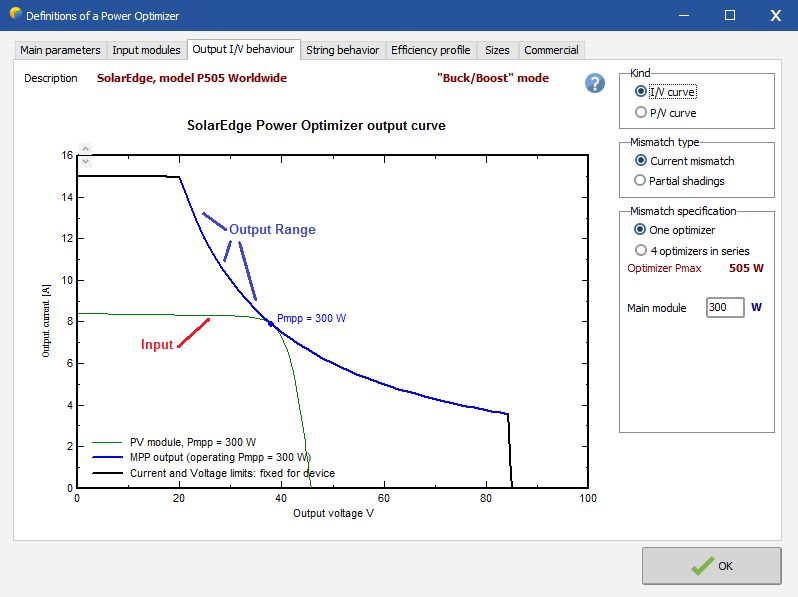 Definitions of a Power Optimizer
Main parameters Input modules Output I/V behaviour String behavior Efficiency profile Sizes Commercial
Description SolarEdge, model P505 Worldwide "Buck/Boost" mode ?
SolarEdge Power Optimizer output curve
16
14
12
10
8
6
4
2
0
Output current [A]
Output Range
Pmpp = 300 W
Input
PV module, Pmpp = 300 W
MPP output (operating Pmpp = 300 W)
Current and Voltage limits: fixed for device
0 20 40 60 80 100
Output voltage V
Kind
I/V curve
P/V curve
Mismatch type
Current mismatch
Partial shadings
Mismatch specification
One optimizer
4 optimizers in series
Optimizer Pmax 505 W
Main module 300 W
OK